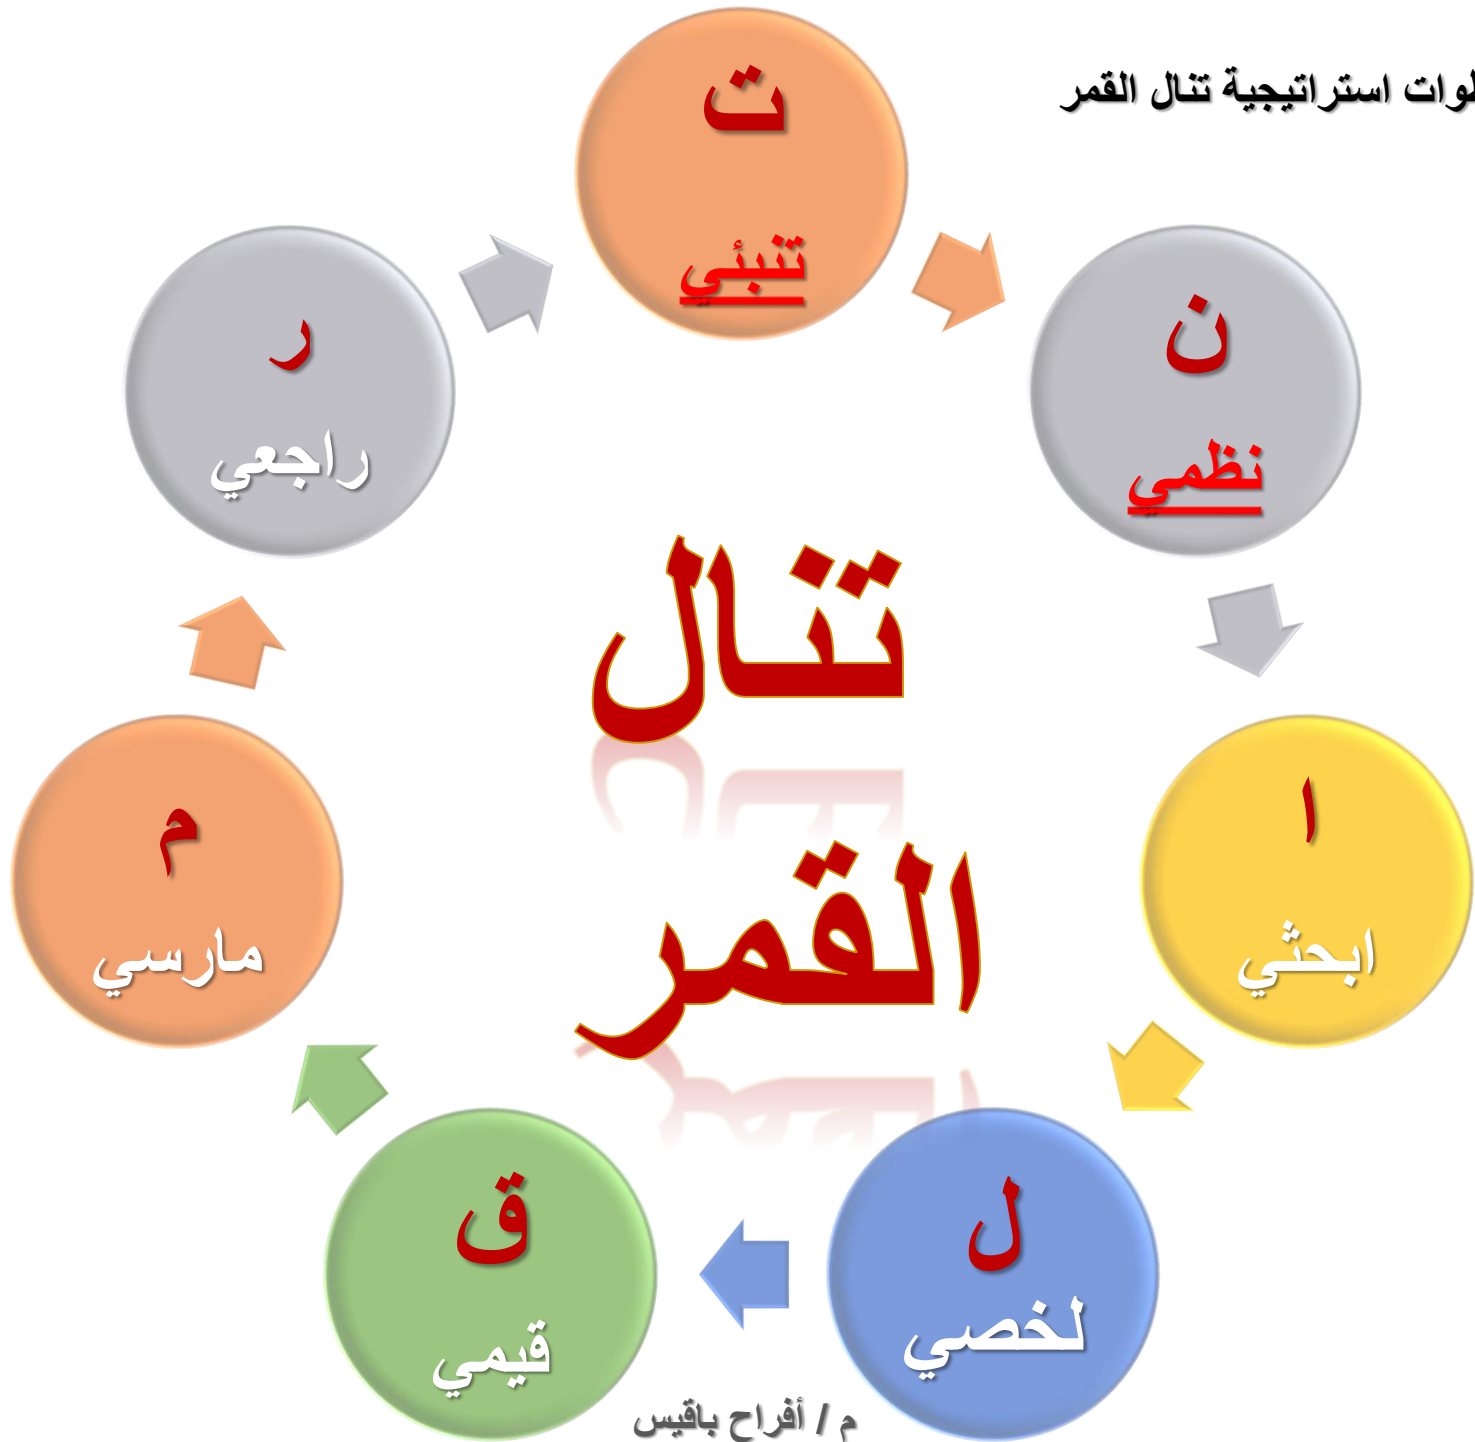 لوات استراتيجية تنال القمر
ت
تنبئي
ن
نظمي
ا
ابحثي
ل
لخصي
ق
قيمي
م
مارسي
ر
راجعي
تنال
القمر
م / أفراح باقيس